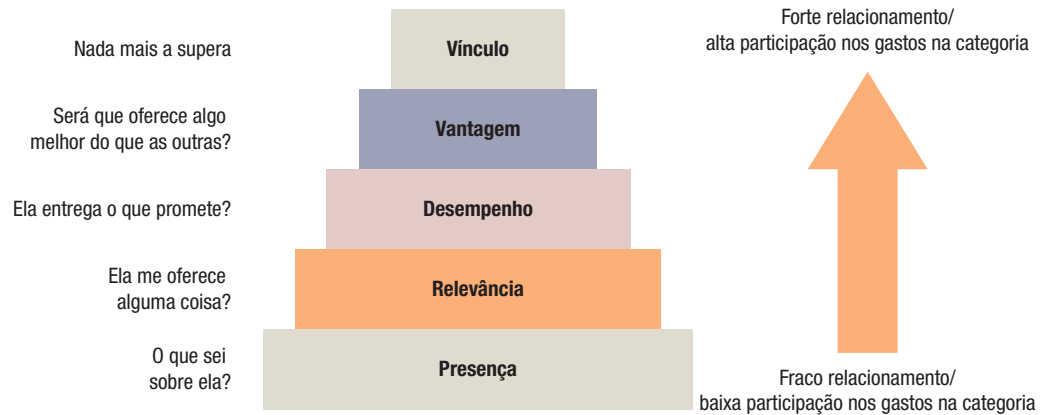 Nada mais a supera
Vínculo
Forte relacionamento/
alta participação nos gastos na categoria
Será que oferece algo
melhor do que as outras?
Vantagem
Ela entrega o que promete?
Desempenho
Ela me oferece
alguma coisa?
Relevância
O que sei
sobre ela?
Presença
Fraco relacionamento/
baixa participação nos gastos na categoria